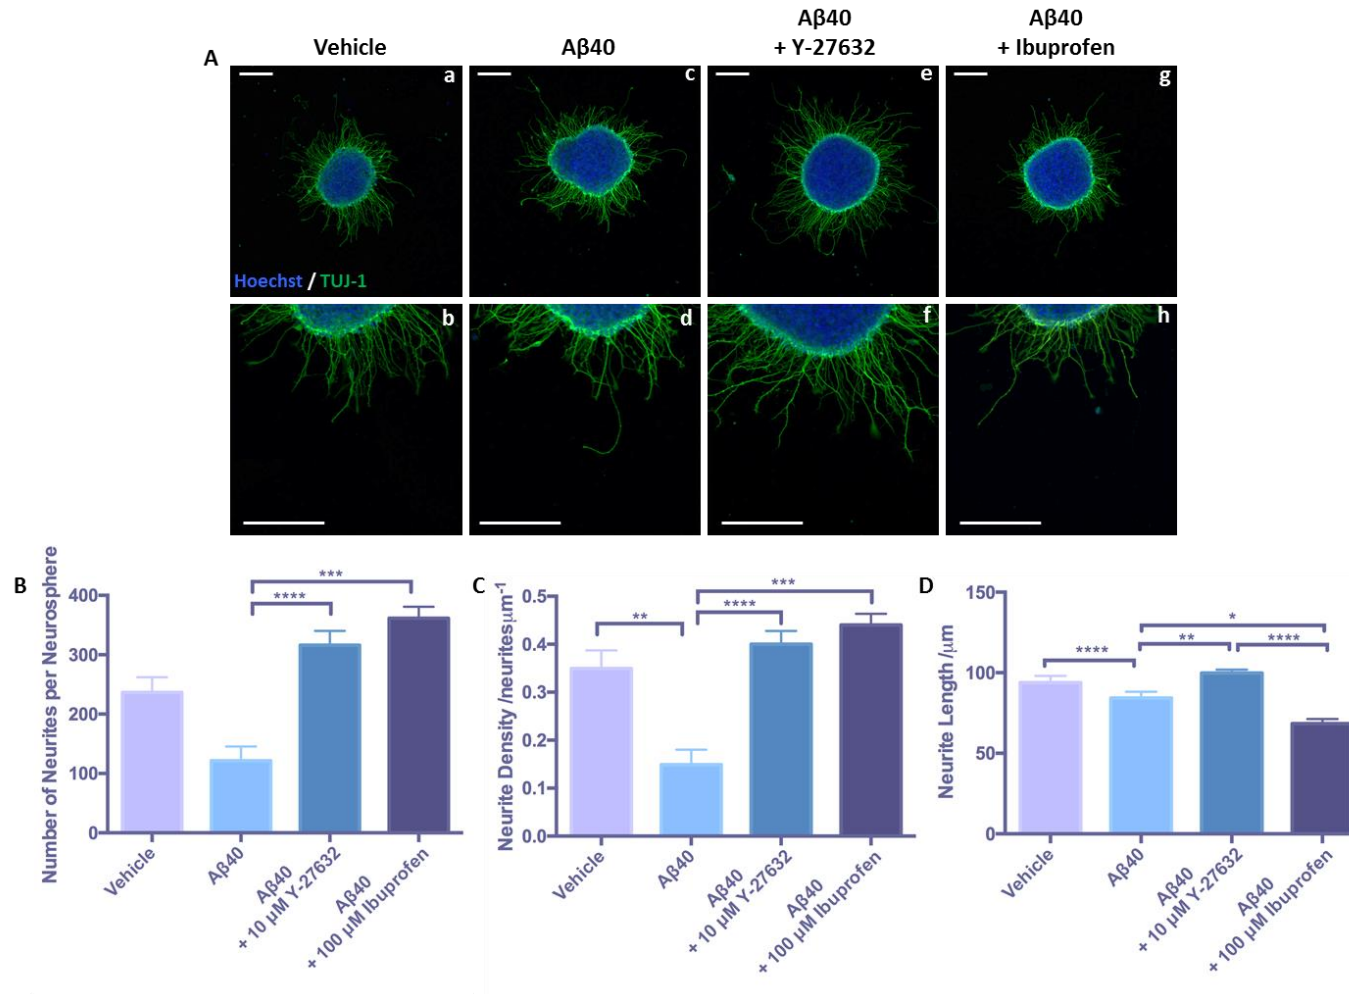 A
Vehicle
Aβ40
Aβ40
+ Y-27632
Aβ40
+ Ibuprofen
a
c
e
g
Hoechst / TUJ-1
b
d
f
h
B
Number of Neurites per Neurosphere
400
300
200
100
0
***
****
Vehicle
Aβ40
Aβ40
+ 10 µM Y-27632
Aβ40
+ 100 µM Ibuprofen
C
Neurite Density /neuritesµm⁻¹
0.5
0.4
0.3
0.2
0.1
0.0
***
**
****
Vehicle
Aβ40
Aβ40
+ 10 µM Y-27632
Aβ40
+ 100 µM Ibuprofen
D
Neurite Length /µm
150
100
50
0
*
****
**
****
Vehicle
Aβ40
Aβ40
+ 10 µM Y-27632
Aβ40
+ 100 µM Ibuprofen